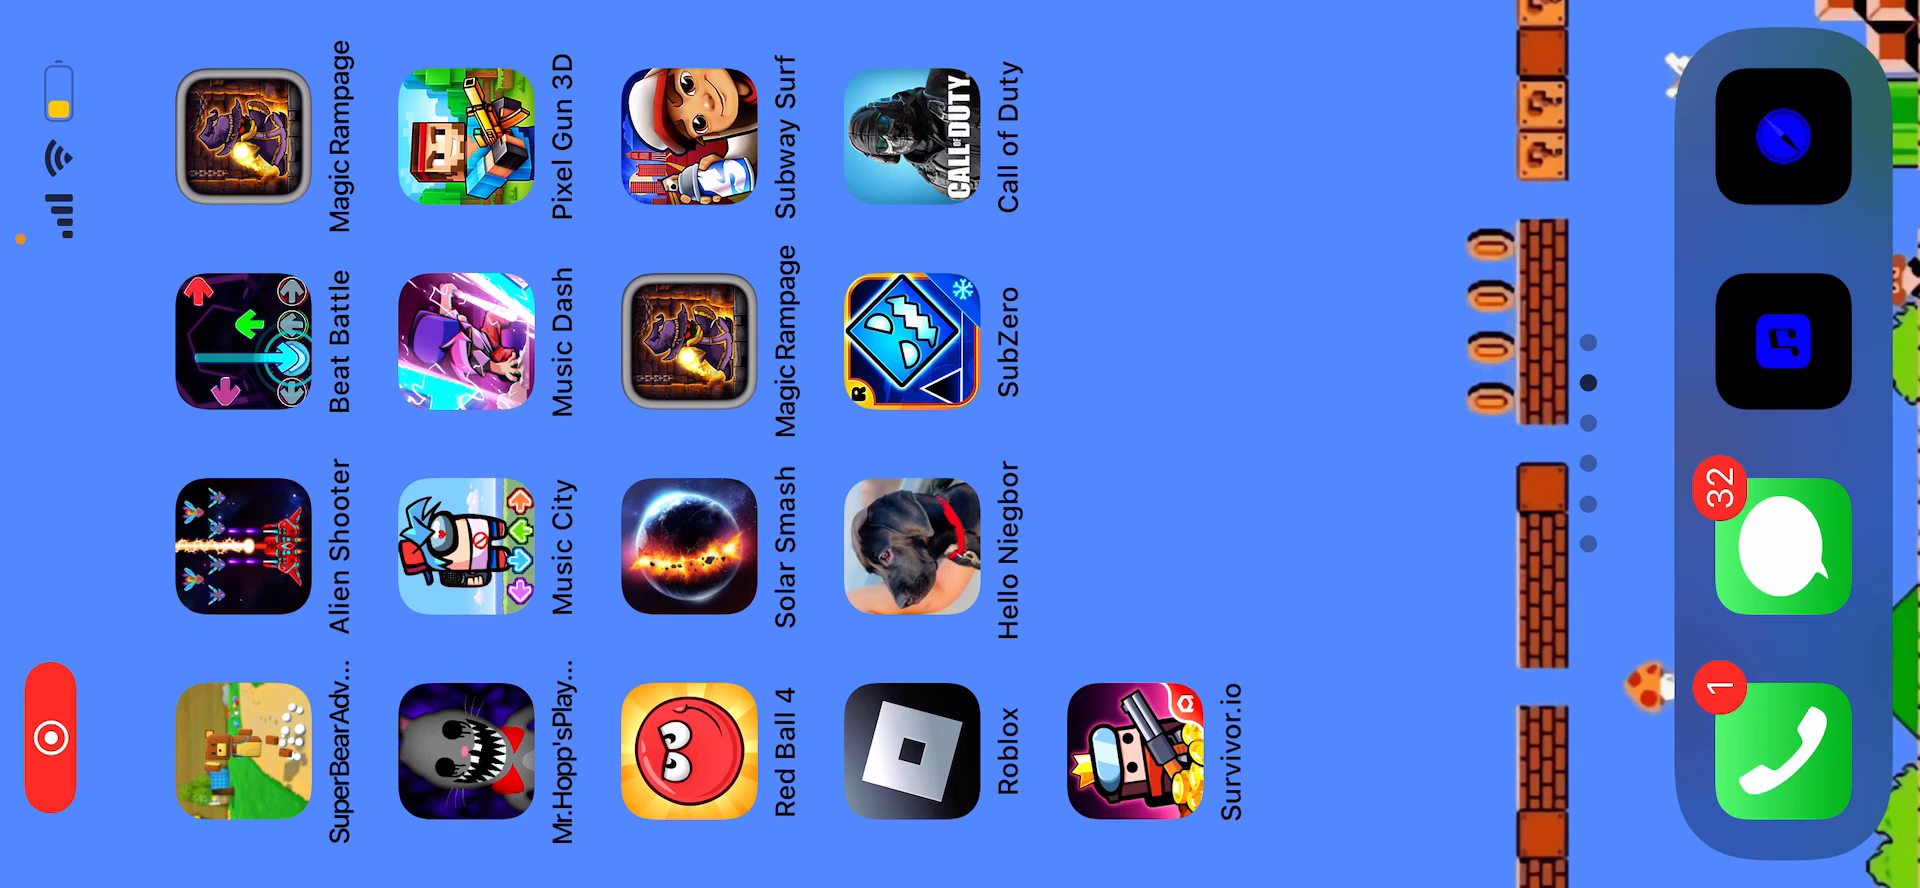 SuperBearAdv...
Alien Shooter
Beat Battle
Magic Rampage
Mr.Hopp'sPlay...
Music City
Music Dash
Pixel Gun 3D
Red Ball 4
Solar Smash
Magic Rampage
Subway Surf
CALL OF DUTY
R
Roblox
Hello Niegbor
SubZero
Call of Duty
Survivor.io
?
?
?
1
32